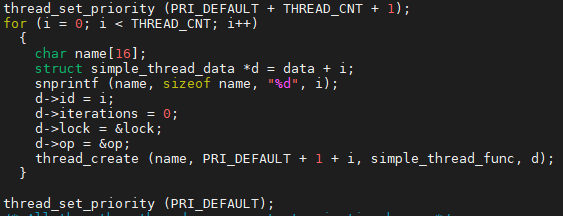 thread_set_priority (PRI_DEFAULT + THREAD_CNT + 1);
for (i = 0; i < THREAD_CNT; i++)
  {
    char name[16];
    struct simple_thread_data *d = data + i;
    snprintf (name, sizeof name, "%d", i);
    d->id = i;
    d->iterations = 0;
    d->lock = &lock;
    d->op = &op;
    thread_create (name, PRI_DEFAULT + 1 + i, simple_thread_func, d);
  }

thread_set_priority (PRI_DEFAULT);